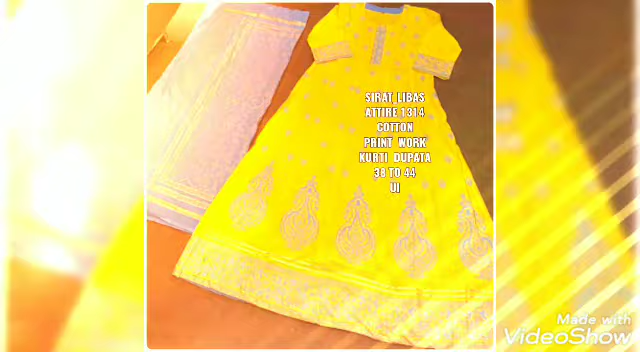 SIRAT LIBAS
ATTIRE 1314
COTTON
PRINT WORK
KURTI DUPATA
38 TO 44
UI
Made with
VideoShow